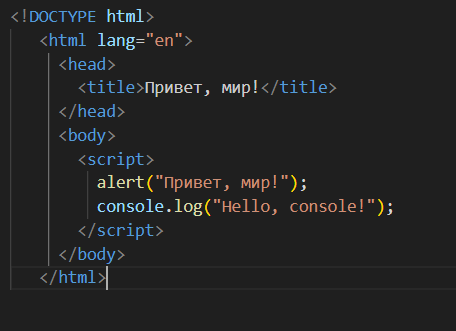 <!DOCTYPE html>
<html lang="en">
<head>
<title>Привет, мир!</title>
</head>
<body>
<script>
alert("Привет, мир!");
console.log("Hello, console!");
</script>
</body>
</html>